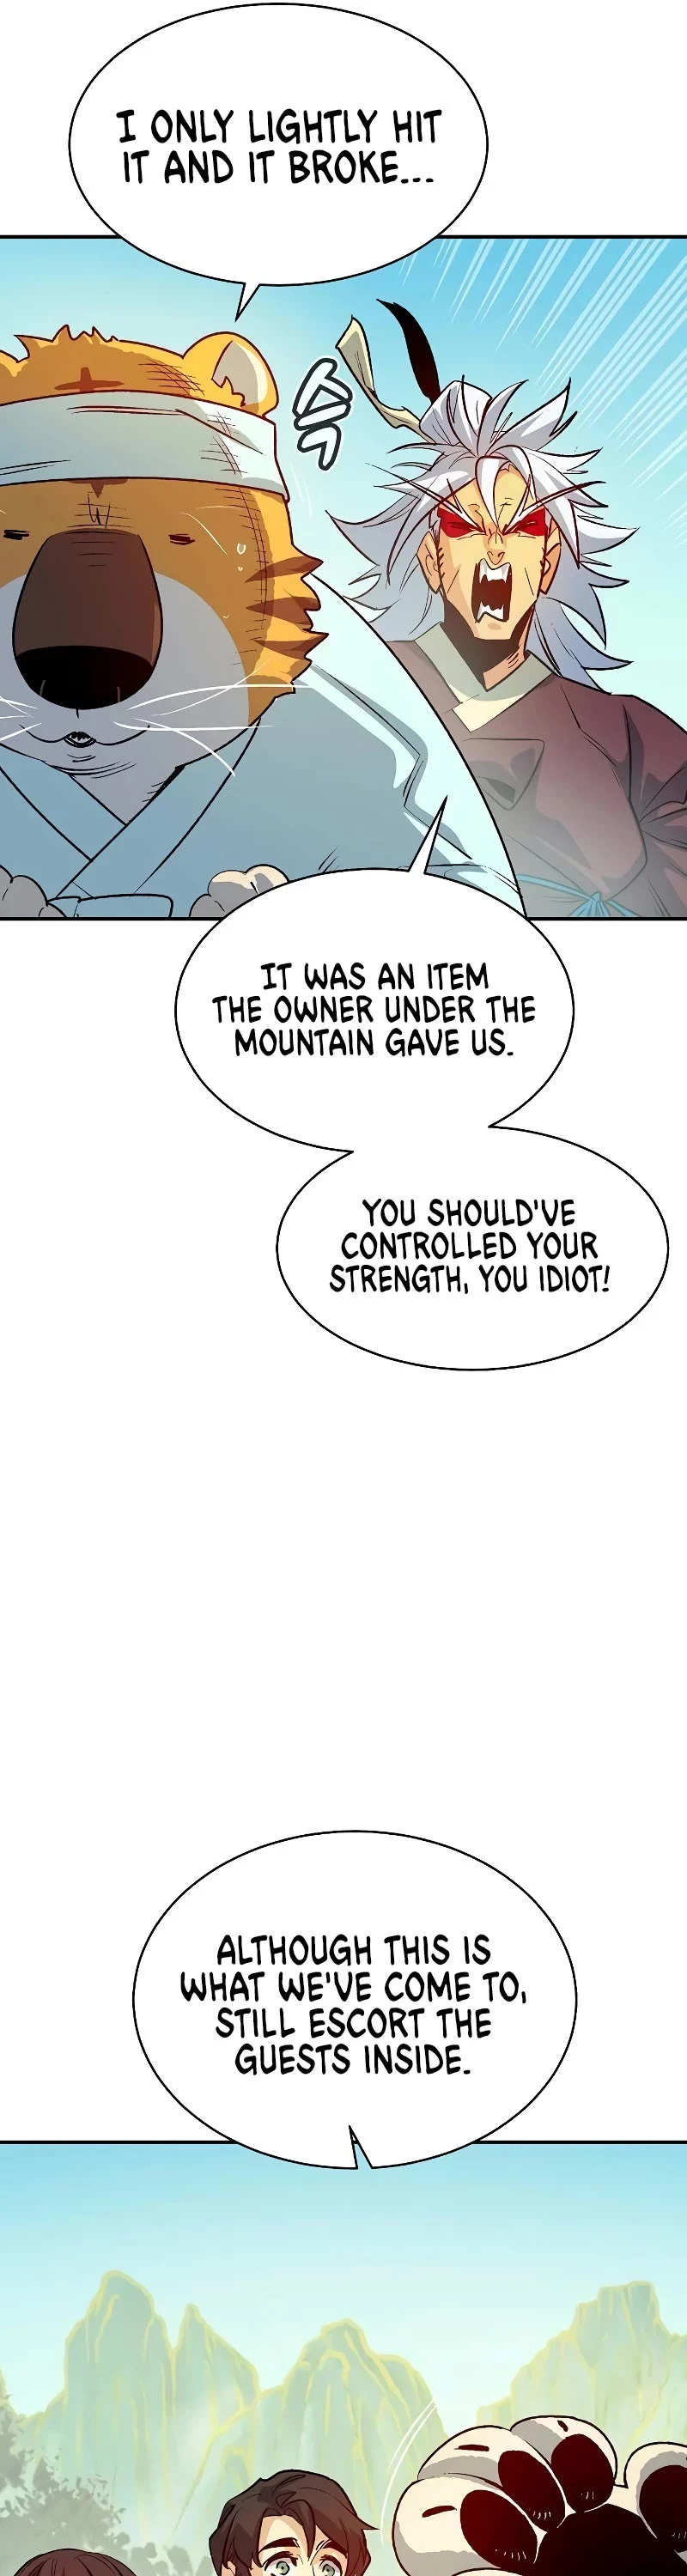 I ONLY LIGHTLY HIT
IT AND IT BROKE...
스윽
IT WAS AN ITEM
THE OWNER UNDER THE
MOUNTAIN GAVE US.
YOU SHOULD'VE
CONTROLLED YOUR
STRENGTH, YOU IDIOT!
ALTHOUGH THIS IS
WHAT WE'VE COME TO,
STILL ESCORT THE
GUESTS INSIDE.